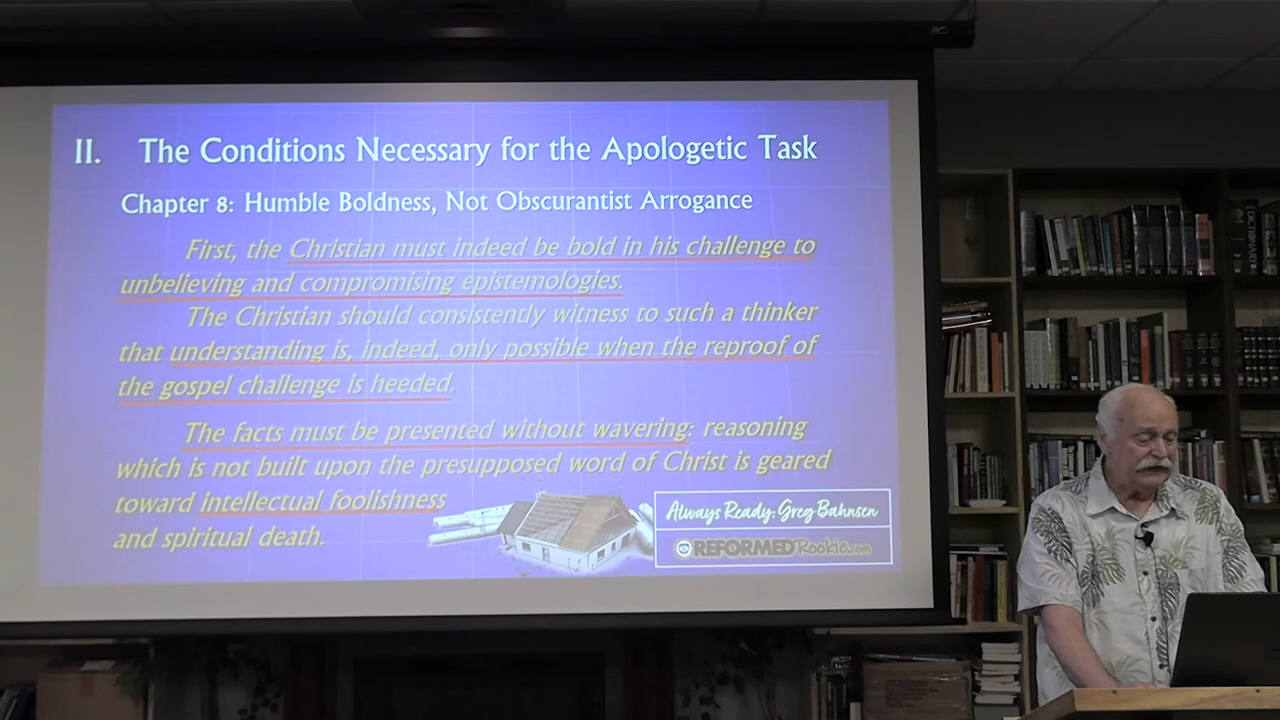 II. The Conditions Necessary for the Apologetic Task
Chapter 8: Humble Boldness, Not Obscurantist Arrogance
First, the Christian must indeed be bold in his challenge to
unbelieving and compromising epistemologies.
The Christian should consistently witness to such a thinker
that understanding is, indeed, only possible when the reproof of
the gospel challenge is heeded.
The facts must be presented without wavering: reasoning
which is not built upon the presupposed word of Christ is geared
toward intellectual foolishness
and spiritual death.
Always Ready: Greg Bahnsen
REFORMEDRookie.com
DICTIONARY